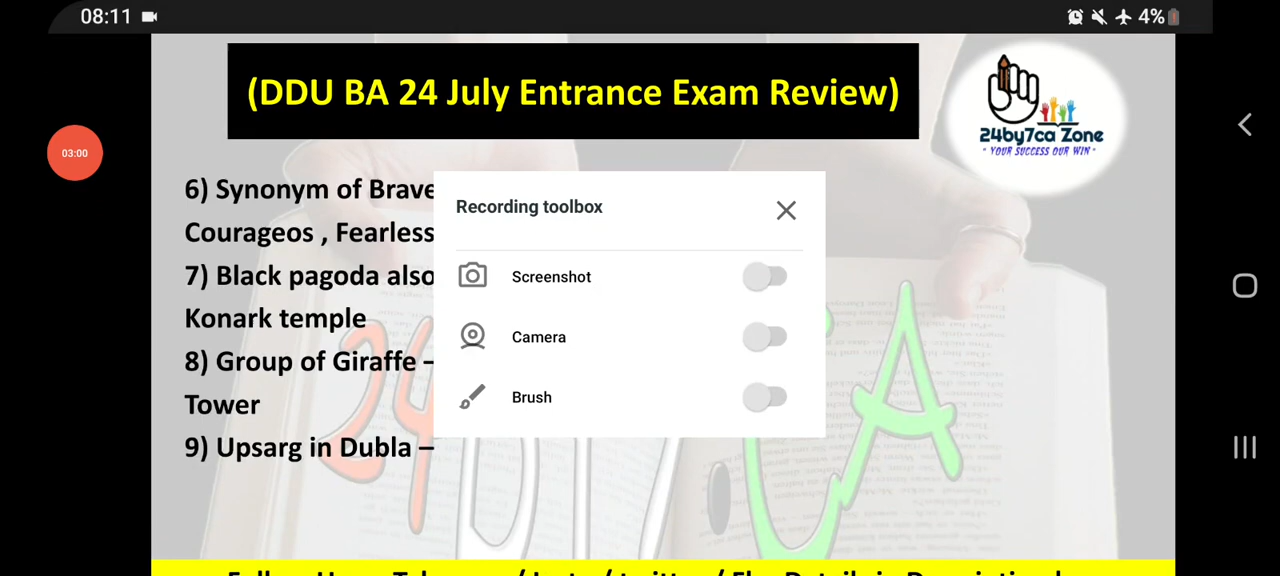 08:11
4%
(DDU BA 24 July Entrance Exam Review)
24by7ca Zone
" YOUR SUCCESS OUR WIN "
03:00
6) Synonym of Brave
Courageos , Fearless
7) Black pagoda also
Konark temple
8) Group of Giraffe –
Tower
9) Upsarg in Dubla –
Recording toolbox
Screenshot
Camera
Brush